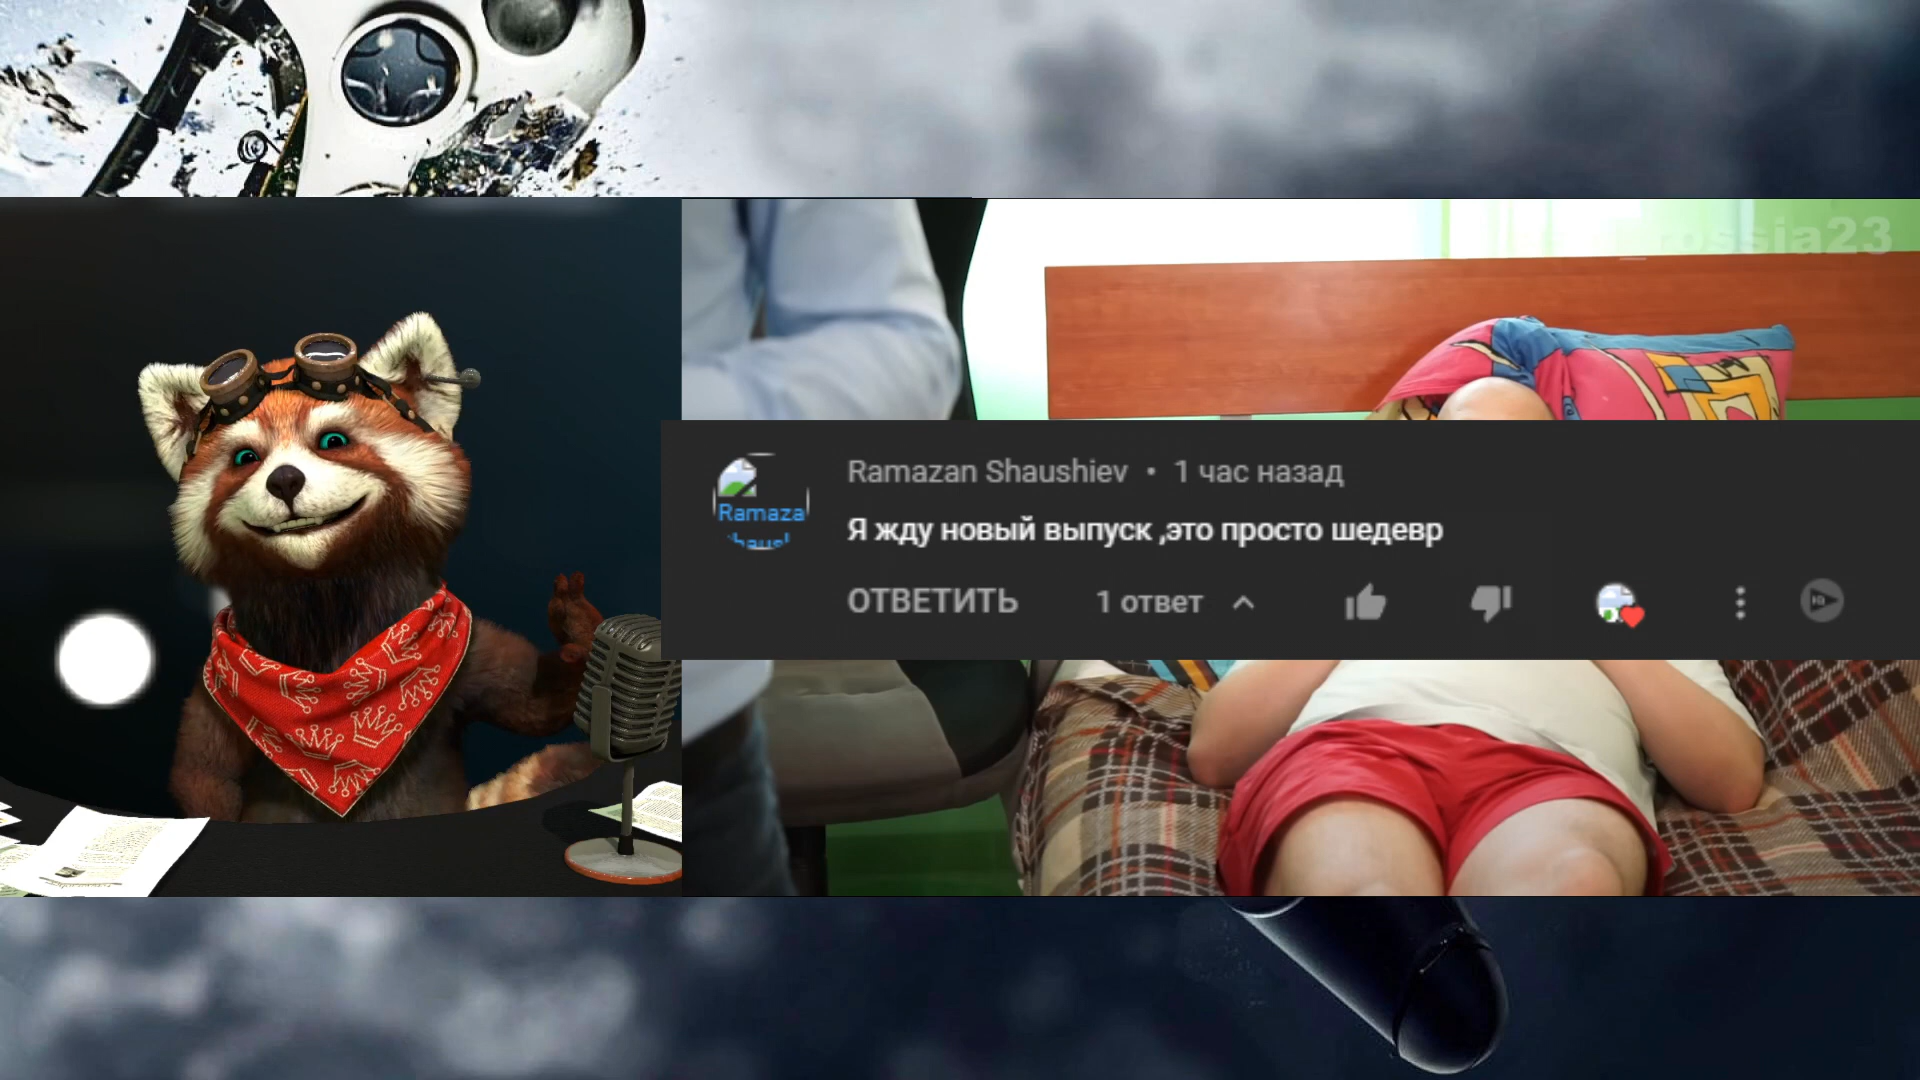 Ramazan Shaushiev • 1 час назад
Ramaza
Я жду новый выпуск ,это просто шедевр
ОТВЕТИТЬ 1 ответ